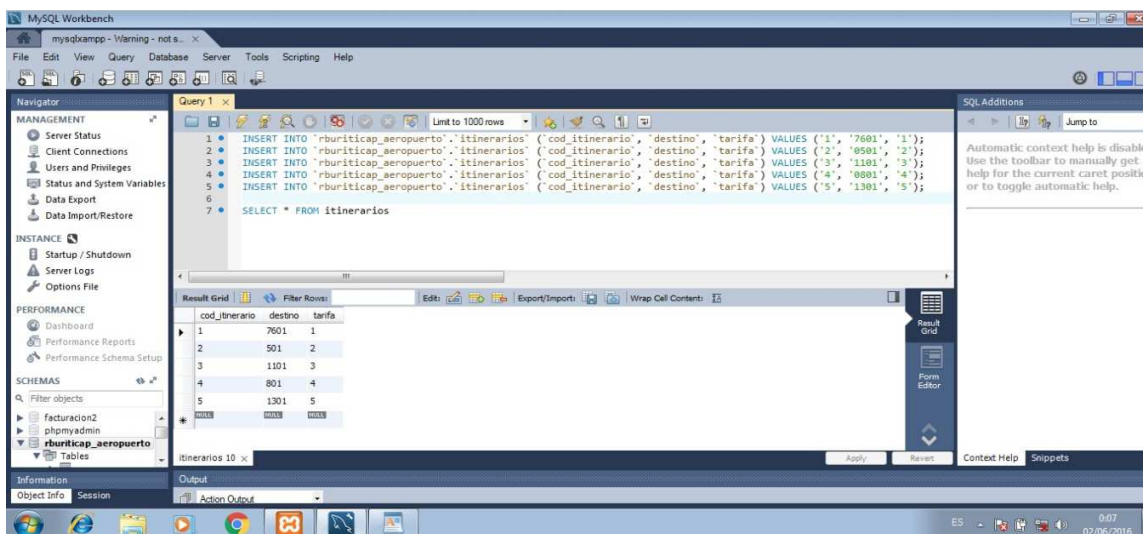 MySQL Workbench
mysqlxampp - Warning - not s...
File Edit View Query Database Server Tools Scripting Help
Navigator
MANAGEMENT
Server Status
Client Connections
Users and Privileges
Status and System Variables
Data Export
Data Import/Restore
INSTANCE
Startup / Shutdown
Server Logs
Options File
PERFORMANCE
Dashboard
Performance Reports
Performance Schema Setup
SCHEMAS
Filter objects
facturacion2
phpmyadmin
rburiticap_aeropuerto
Tables
Information
Object Info Session
Query 1
Limit to 1000 rows
1 INSERT INTO `rburiticap_aeropuerto`.`itinerarios` (`cod_itinerario`, `destino`, `tarifa`) VALUES ('1', '7601', '1');
2 INSERT INTO `rburiticap_aeropuerto`.`itinerarios` (`cod_itinerario`, `destino`, `tarifa`) VALUES ('2', '0501', '2');
3 INSERT INTO `rburiticap_aeropuerto`.`itinerarios` (`cod_itinerario`, `destino`, `tarifa`) VALUES ('3', '1101', '3');
4 INSERT INTO `rburiticap_aeropuerto`.`itinerarios` (`cod_itinerario`, `destino`, `tarifa`) VALUES ('4', '0801', '4');
5 INSERT INTO `rburiticap_aeropuerto`.`itinerarios` (`cod_itinerario`, `destino`, `tarifa`) VALUES ('5', '1301', '5');
6
7 SELECT * FROM itinerarios
Result Grid Filter Rows: Edit: Export/Import: Wrap Cell Content:
cod_itinerario destino tarifa
1 7601 1
2 501 2
3 1101 3
4 801 4
5 1301 5
NULL NULL NULL
Result Grid
Form Editor
itinerarios 10
Apply Revert
Output
Action Output
SQL Additions
Jump to
Automatic context help is disabl
Use the toolbar to manually get
help for the current caret positi
or to toggle automatic help.
Context Help Snippets
ES
0:07
02/06/2016